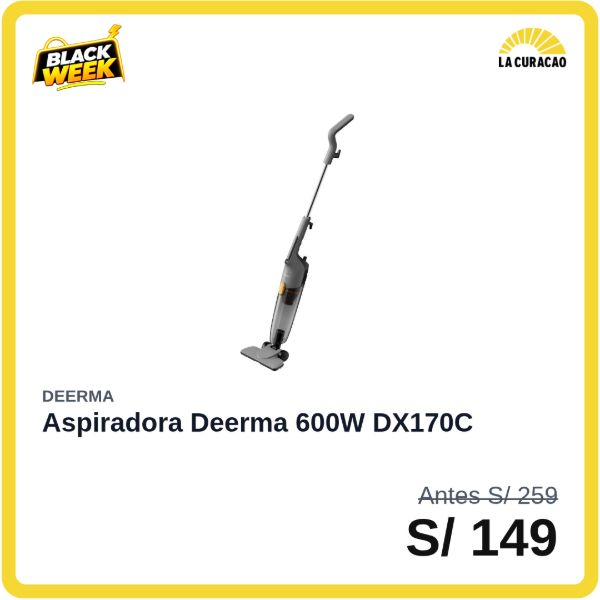 BLACK
WEEK
LA CURACAO
DEERMA
Aspiradora Deerma 600W DX170C
Antes S/ 259
S/ 149